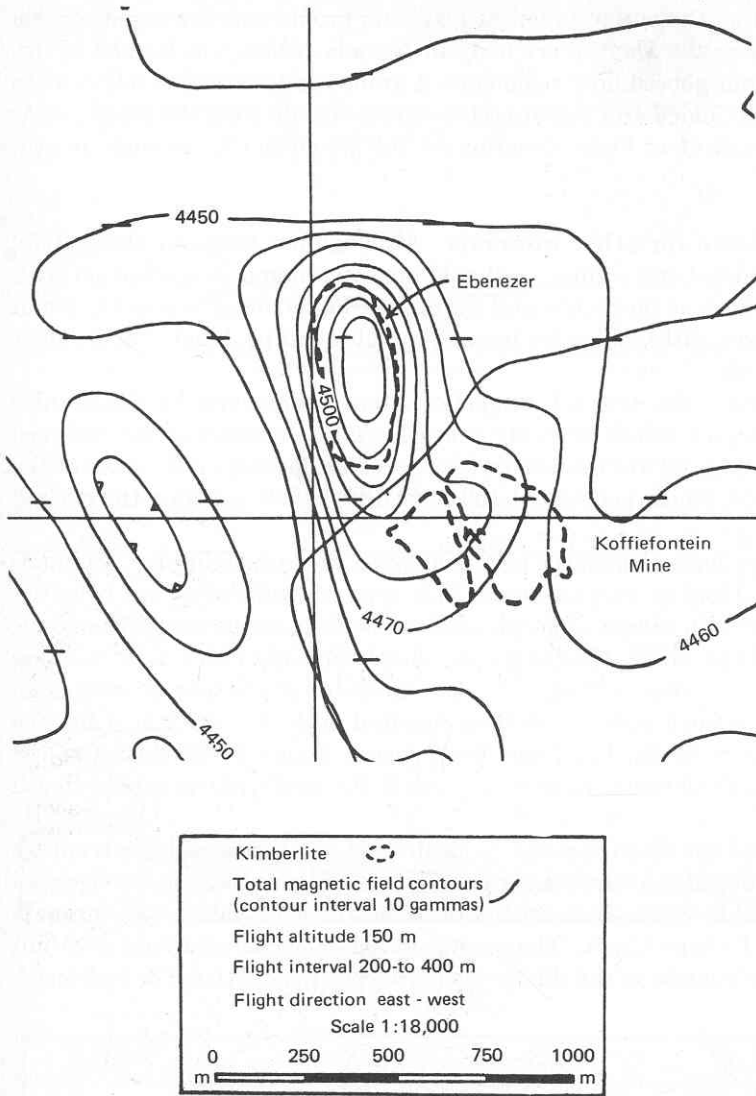 4450
Ebenezer
4500
Koffiefontein
Mine
4470
4460
4450
Kimberlite
Total magnetic field contours
(contour interval 10 gammas)
Flight altitude 150 m
Flight interval 200-to 400 m
Flight direction east - west
Scale 1:18,000
0 250 500 750 1000
m m